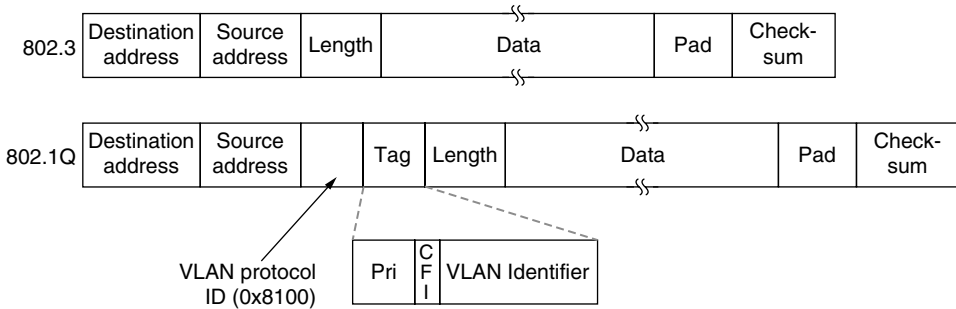 802.3
Destination address
Source address
Length
Data
Pad
Check-sum
802.1Q
Destination address
Source address
Tag
Length
Data
Pad
Check-sum
VLAN protocol
ID (0x8100)
Pri
CFI
VLAN Identifier